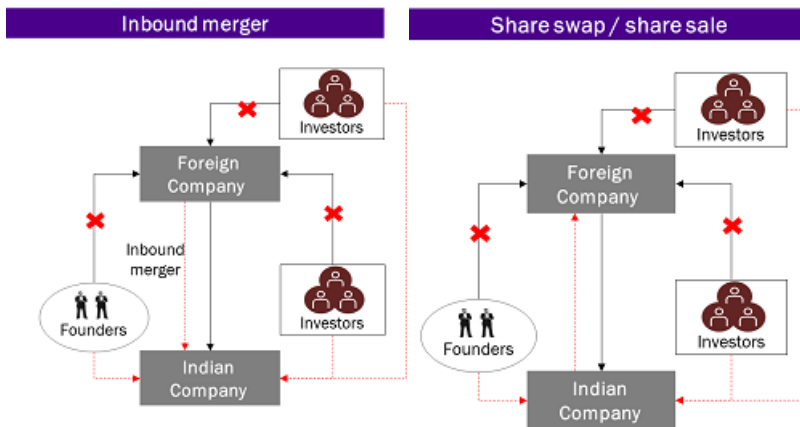 Inbound merger
Investors
Foreign
Company
Inbound
merger
Investors
Founders
Indian
Company
Share swap / share sale
Investors
Foreign
Company
Investors
Founders
Indian
Company